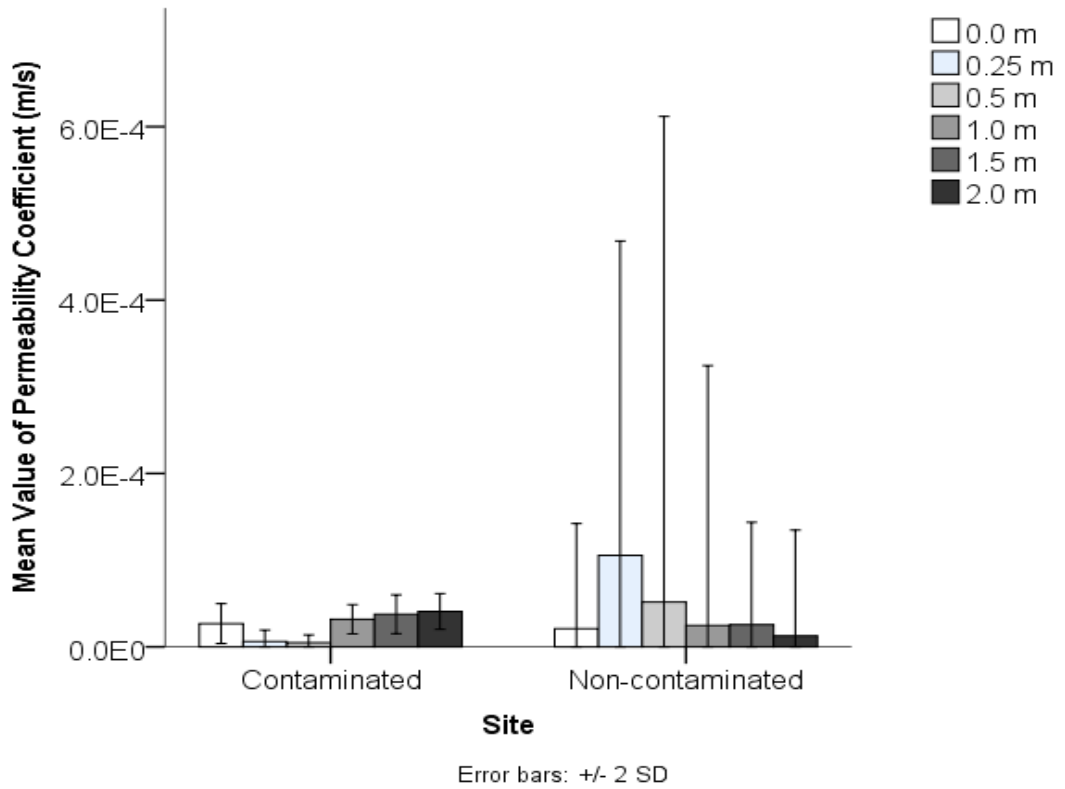 Mean Value of Permeability Coefficient (m/s)
6.0E-4
4.0E-4
2.0E-4
0.0E0
Contaminated
Non-contaminated
Site
Error bars: +/- 2 SD
0.0 m
0.25 m
0.5 m
1.0 m
1.5 m
2.0 m